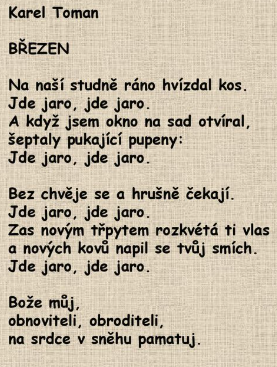 Karel Toman
BŘEZEN
Na naší studně ráno hvízdal kos.
Jde jaro, jde jaro.
A když jsem okno na sad otvíral,
šeptaly pukající pupeny:
Jde jaro, jde jaro.
Bez chvěje se a hrušně čekají.
Jde jaro, jde jaro.
Zas novým třpytem rozkvétá ti vlas
a nových kovů napil se tvůj smích.
Jde jaro, jde jaro.
Bože můj,
obnoviteli, obroditeli,
na srdce v sněhu pamatuj.